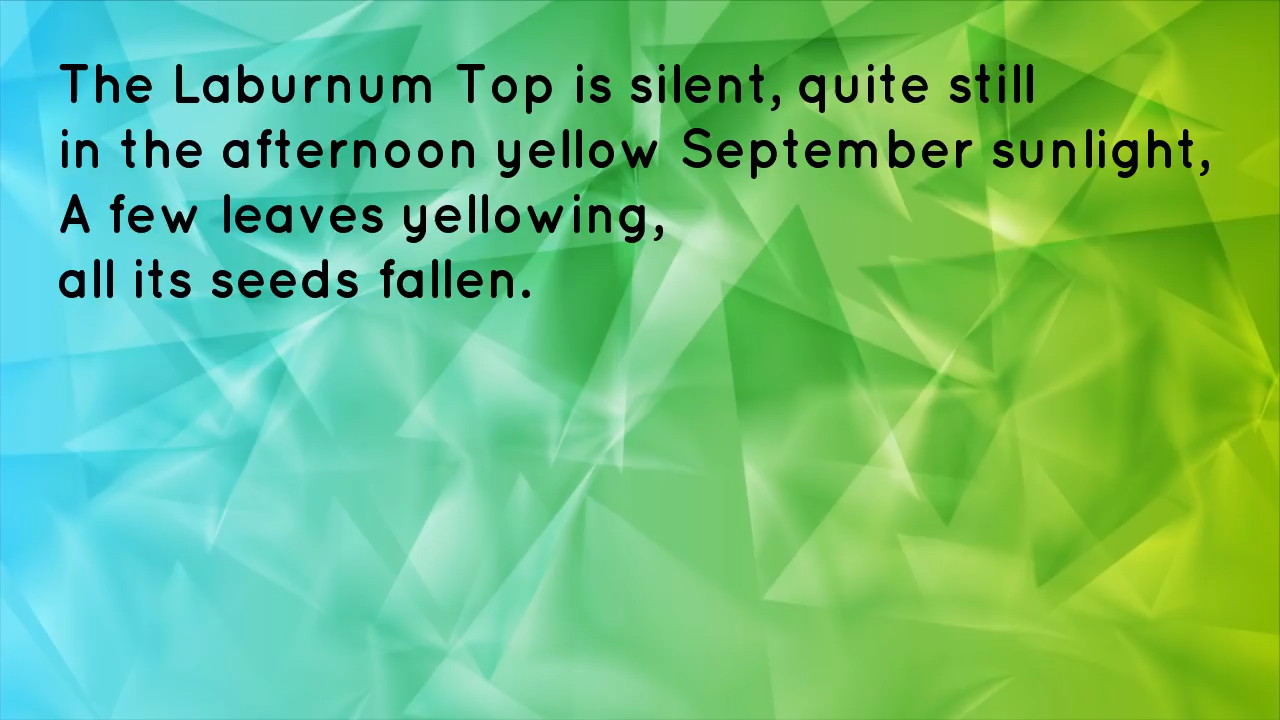 The Laburnum Top is silent, quite still
in the afternoon yellow September sunlight,
A few leaves yellowing,
all its seeds fallen.